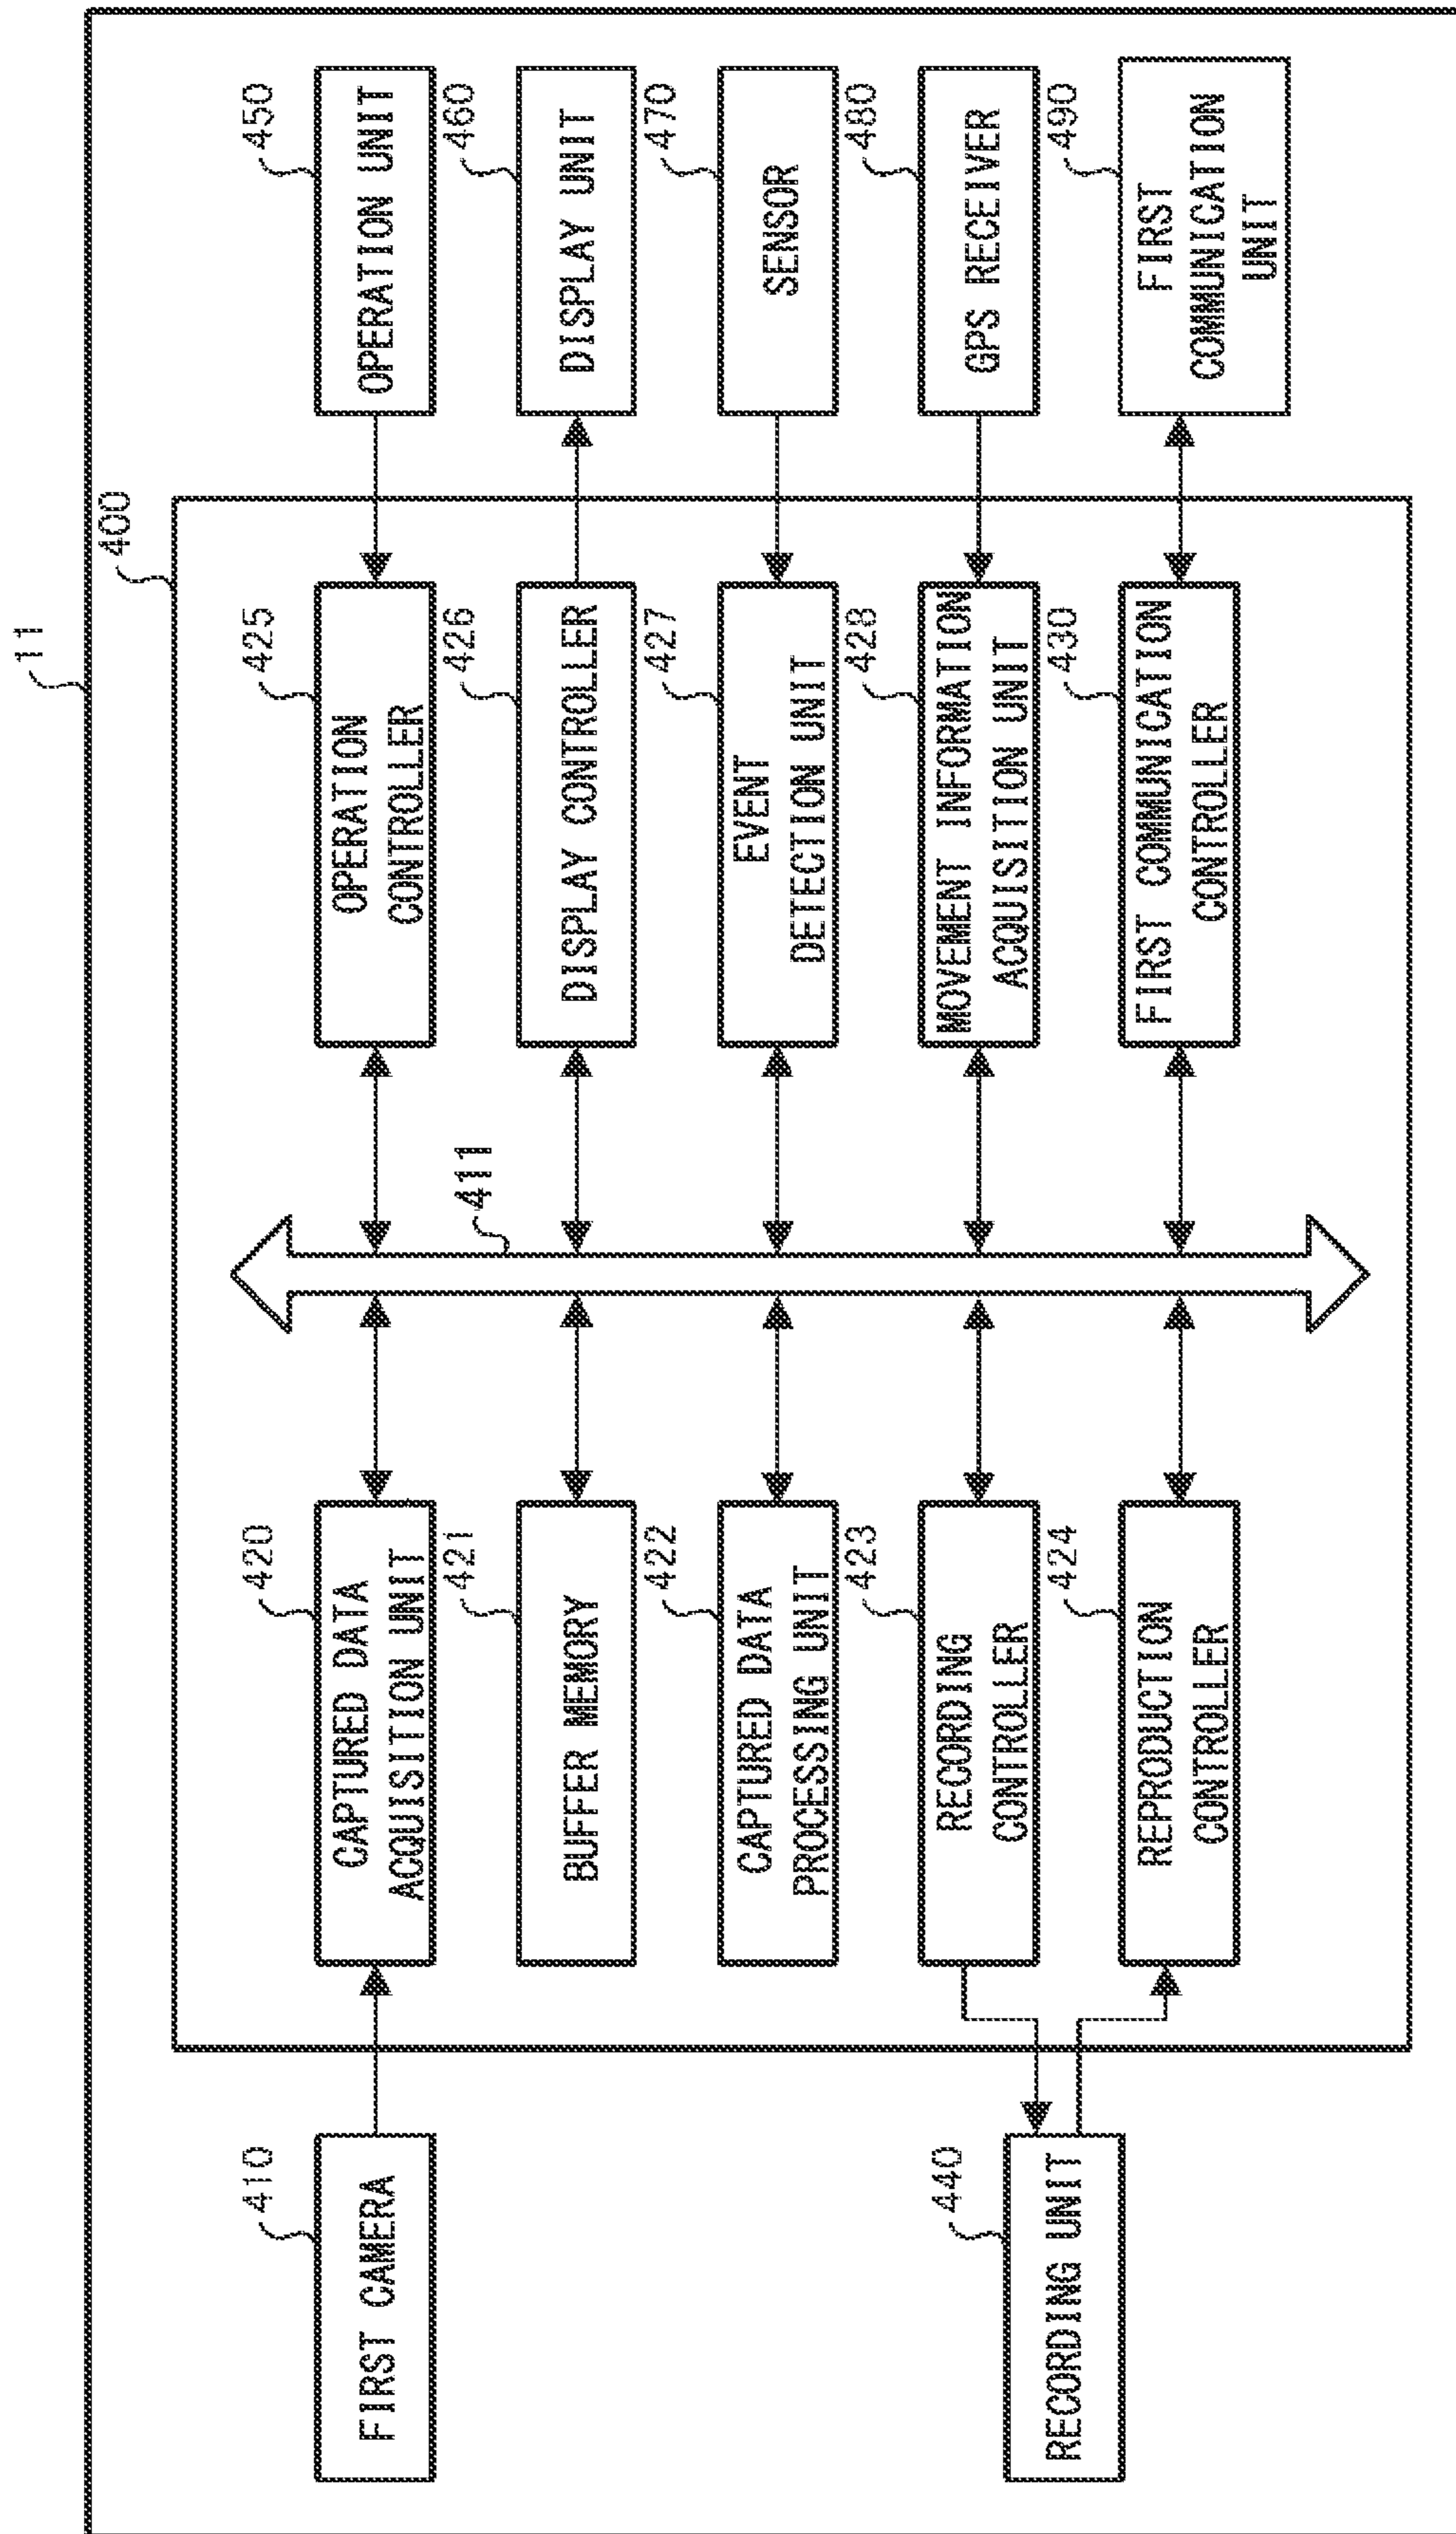 11
400
410
FIRST CAMERA
420
CAPTURED DATA
ACQUISITION UNIT
425
OPERATION
CONTROLLER
450
OPERATION UNIT
421
BUFFER MEMORY
411
426
DISPLAY CONTROLLER
460
DISPLAY UNIT
422
CAPTURED DATA
PROCESSING UNIT
427
EVENT
DETECTION UNIT
470
SENSOR
423
RECORDING
CONTROLLER
428
MOVEMENT INFORMATION
ACQUISITION UNIT
480
GPS RECEIVER
440
RECORDING UNIT
424
REPRODUCTION
CONTROLLER
430
FIRST COMMUNICATION
CONTROLLER
490
FIRST
COMMUNICATION
UNIT